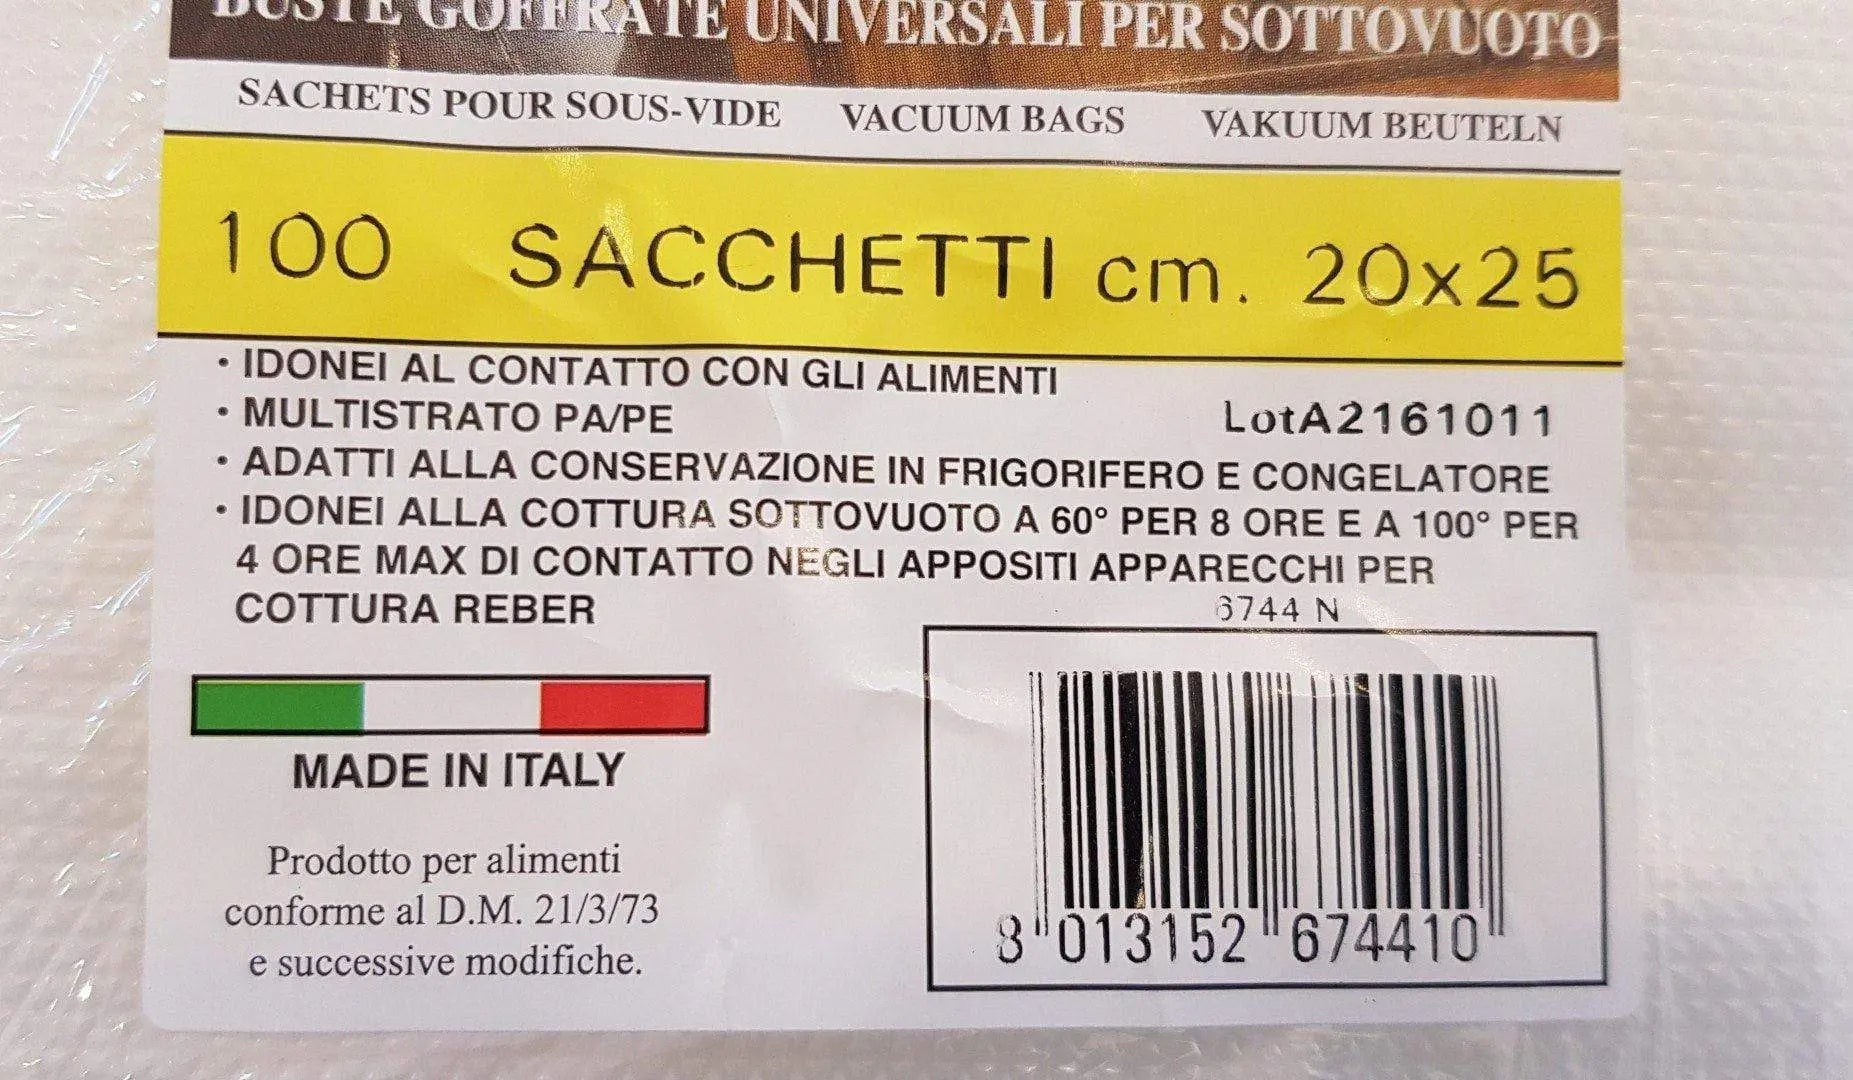 BUSTE GOFFRATE UNIVERSALI PER SOTTOVUOTO
SACHETS POUR SOUS-VIDE VACUUM BAGS VAKUUM BEUTELN
100 SACCHETTI cm. 20x25
• IDONEI AL CONTATTO CON GLI ALIMENTI
• MULTISTRATO PA/PE
LotA2161011
• ADATTI ALLA CONSERVAZIONE IN FRIGORIFERO E CONGELATORE
• IDONEI ALLA COTTURA SOTTOVUOTO A 60° PER 8 ORE E A 100° PER
4 ORE MAX DI CONTATTO NEGLI APPOSITI APPARECCHI PER
COTTURA REBER
6744 N
MADE IN ITALY
Prodotto per alimenti
conforme al D.M. 21/3/73
e successive modifiche.
8 013152 674410